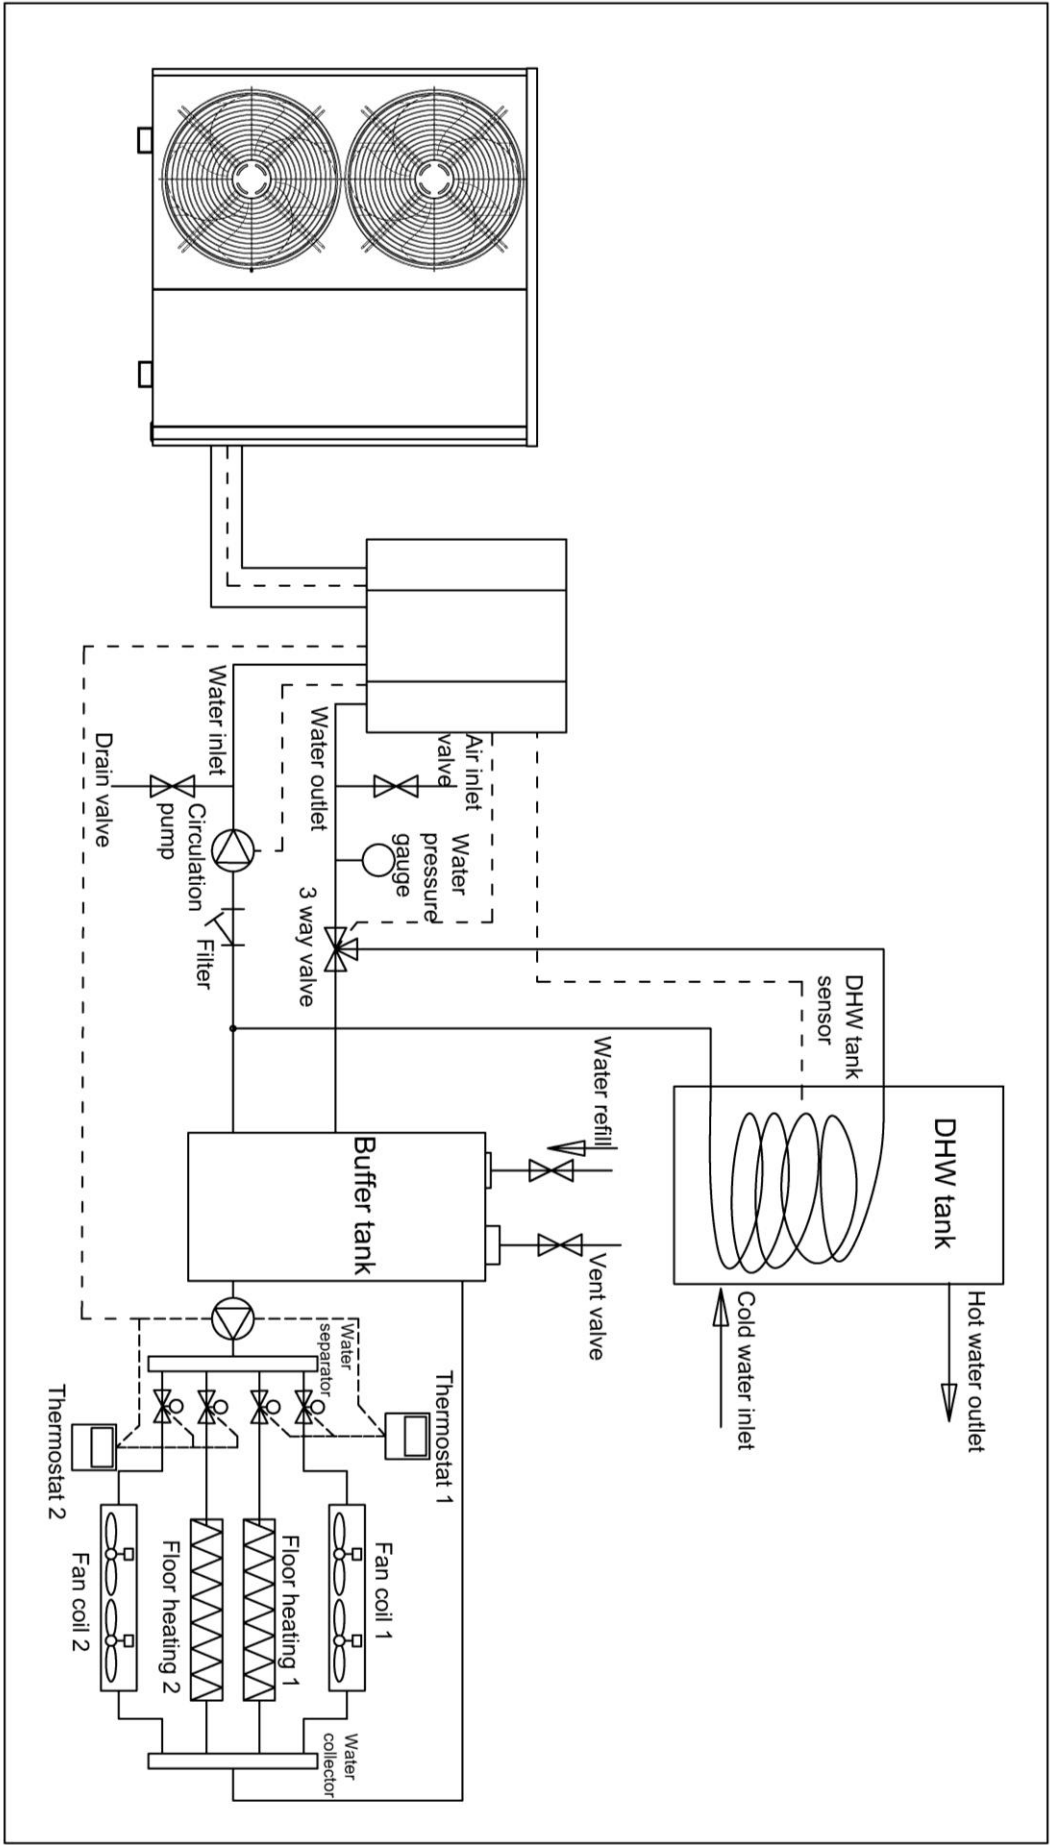 DHW tank
Hot water outlet
Cold water inlet
DHW tank
sensor
Water refill
Vent valve
Air inlet
valve
Water
pressure
gauge
Water outlet
3 way valve
Water inlet
Circulation
pump
Filter
Drain valve
Buffer tank
Water
separator
Thermostat 1
Thermostat 2
Fan coil 1
Floor heating 1
Floor heating 2
Fan coil 2
Water
collector